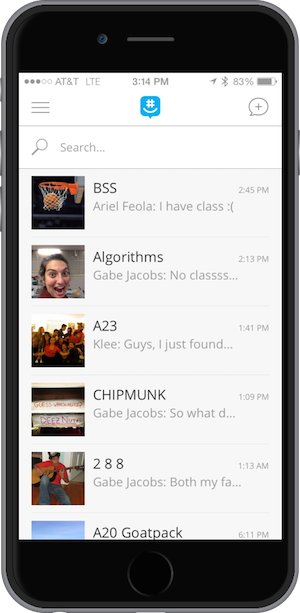 AT&T LTE 3:14 PM 83%
#
Search...
BSS 2:45 PM
Ariel Feola: I have class :(
Algorithms 2:13 PM
Gabe Jacobs: No classss...
A23 1:41 PM
Klee: Guys, I just found...
CHIPMUNK 1:09 PM
Gabe Jacobs: So what d...
2 8 8 1:13 AM
Gabe Jacobs: Both my fa...
A20 Goatpack 6:11 PM